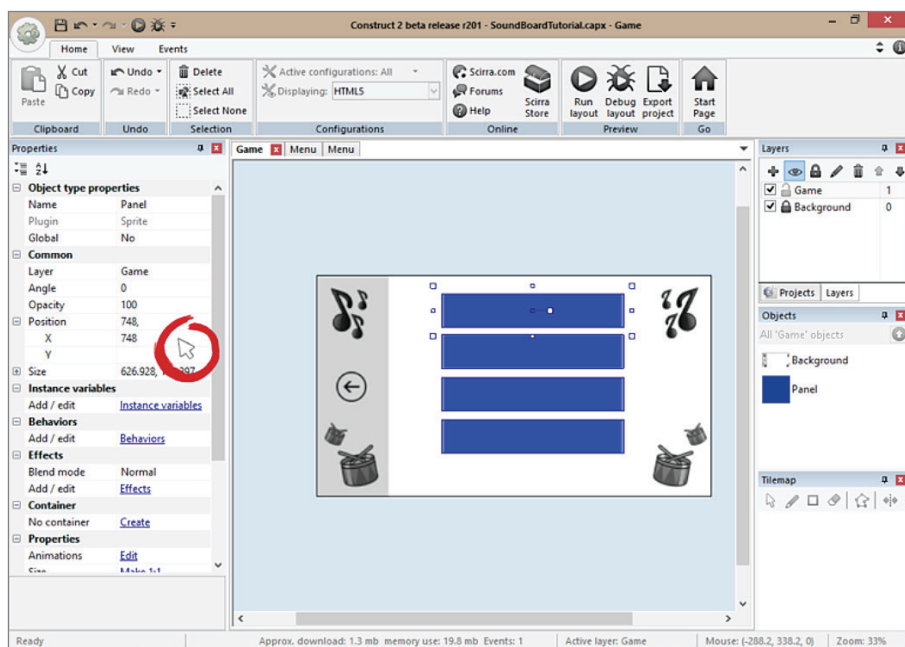 Construct 2 beta release r201 - SoundBoardTutorial.capx - Game
Home View Events
Paste
Cut
Copy
Clipboard
Undo
Redo
Undo
Delete
Select All
Select None
Selection
Active configurations: All
Displaying: HTML5
Configurations
Scirra.com
Forums
Help
Scirra Store
Online
Run layout
Debug layout
Export project
Preview
Start Page
Go
Properties
Object type properties
Name Panel
Plugin Sprite
Global No
Common
Layer Game
Angle 0
Opacity 100
Position 748,
X 748
Y
Size 626.928,
Instance variables
Add / edit Instance variables
Behaviors
Add / edit Behaviors
Effects
Blend mode Normal
Add / edit Effects
Container
No container Create
Properties
Animations Edit
Size Make 1:1
Game Menu Menu
Layers
Game 1
Background 0
Projects Layers
Objects
All 'Game' objects
Background
Panel
Tilemap
Ready
Approx. download: 1.3 mb memory use: 19.8 mb Events: 1
Active layer: Game
Mouse: (-288.2, 338.2, 0)
Zoom: 33%